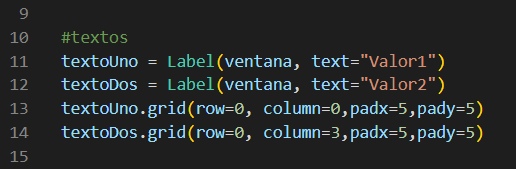 9
10 #textos
11 textoUno = Label(ventana, text="Valor1")
12 textoDos = Label(ventana, text="Valor2")
13 textoUno.grid(row=0, column=0,padx=5,pady=5)
14 textoDos.grid(row=0, column=3,padx=5,pady=5)
15